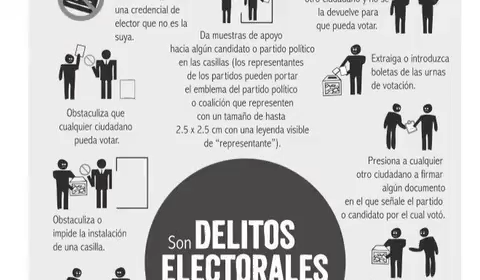 una credencial de
elector que no es la
suya.
Obstaculiza que
cualquier ciudadano
pueda votar.
Obstaculiza o
impide la instalación
de una casilla.
Da muestras de apoyo
hacia algún candidato o partido político
en las casillas (los representantes
de los partidos pueden portar
el emblema del partido político
o coalición que representen
con un tamaño de hasta
2.5 x 2.5 cm con una leyenda visible
de “representante”).
otro ciudadano y no se
la devuelve para
que pueda votar.
Extraiga o introduzca
boletas de las urnas
de votación.
Presiona a cualquier
otro ciudadano a firmar
algún documento
en el que señale el partido
o candidato por el cual votó.
Son DELITOS
ELECTORALES